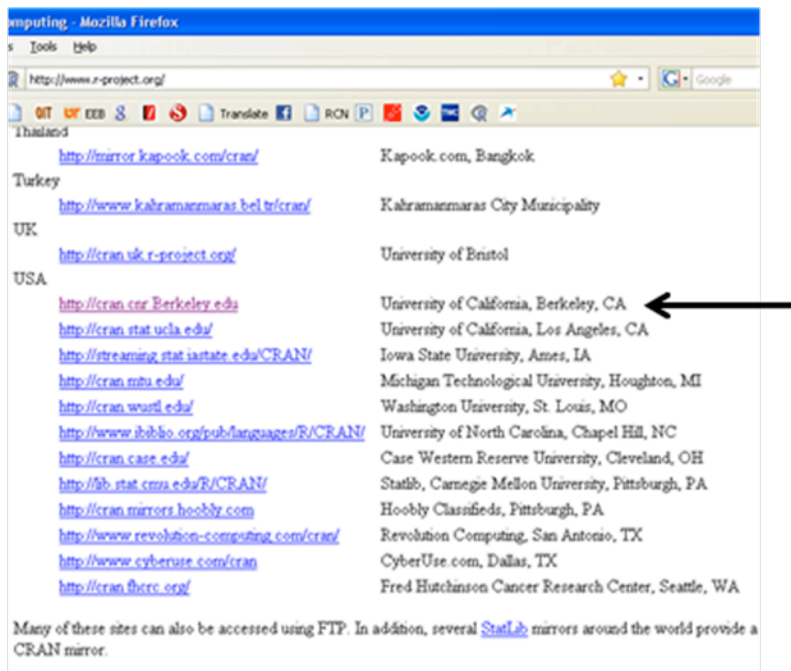 omputing - Mozilla Firefox
s Tools Help
http://www.r-project.org/ Google
OIT UT EEB Translate RCN
Thailand
http://mirror.kapook.com/cran/ Kapook.com, Bangkok
Turkey
http://www.kahramanmaras.bel.tr/cran/ Kahramanmaras City Municipality
UK
http://cran.uk.r-project.org/ University of Bristol
USA
http://cran.cnr.Berkeley.edu University of California, Berkeley, CA
http://cran.stat.ucla.edu/ University of California, Los Angeles, CA
http://streaming.stat.iastate.edu/CRAN/ Iowa State University, Ames, IA
http://cran.mtu.edu/ Michigan Technological University, Houghton, MI
http://cran.wustl.edu/ Washington University, St. Louis, MO
http://www.ibiblio.org/pub/languages/R/CRAN/ University of North Carolina, Chapel Hill, NC
http://cran.case.edu/ Case Western Reserve University, Cleveland, OH
http://lib.stat.cmu.edu/R/CRAN/ Statlib, Carnegie Mellon University, Pittsburgh, PA
http://cran.mirrors.hoobly.com Hoobly Classifieds, Pittsburgh, PA
http://www.revolution-computing.com/cran/ Revolution Computing, San Antonio, TX
http://www.cyberuse.com/cran CyberUse.com, Dallas, TX
http://cran.fhcrc.org/ Fred Hutchinson Cancer Research Center, Seattle, WA
Many of these sites can also be accessed using FTP. In addition, several StatLib mirrors around the world provide a
CRAN mirror.